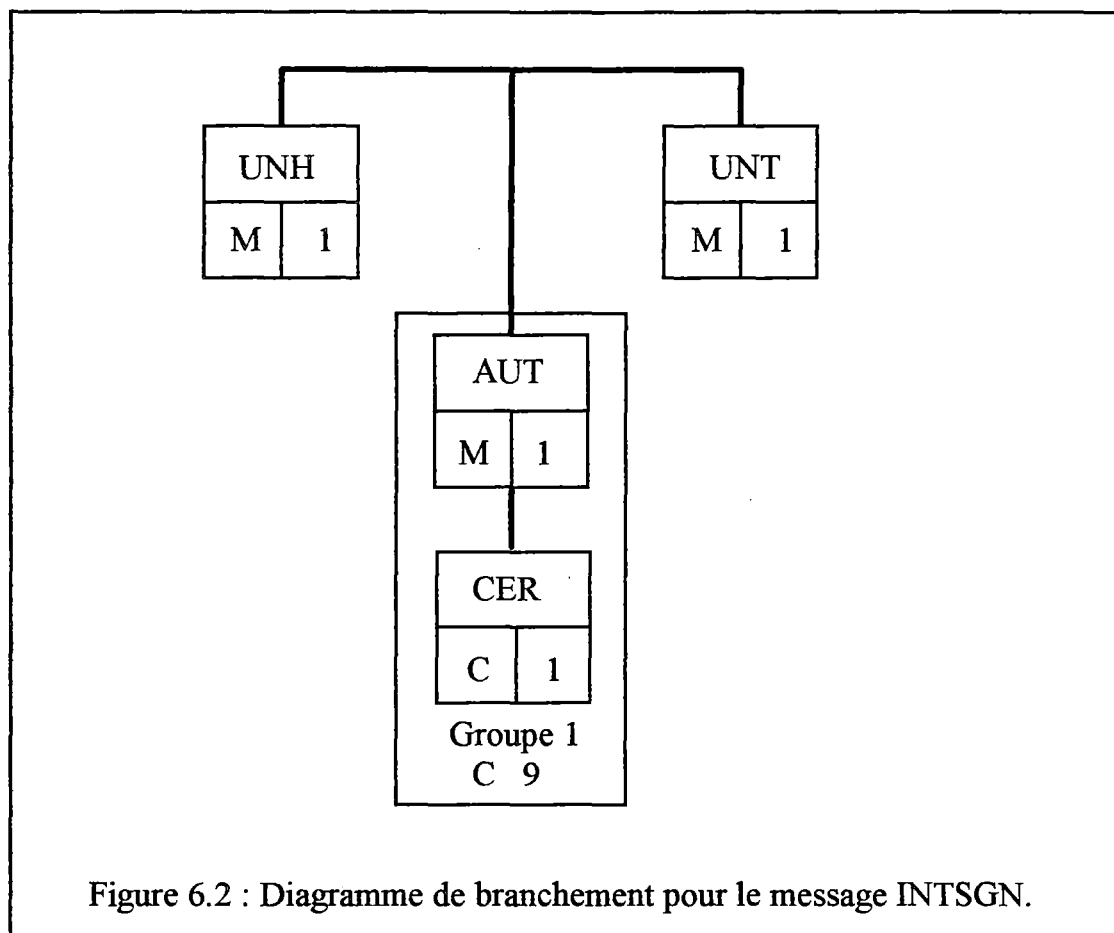 UNH
M 1
UNT
M 1
AUT
M 1
CER
C 1
Groupe 1
C 9
Figure 6.2 : Diagramme de branchement pour le message INTSGN.